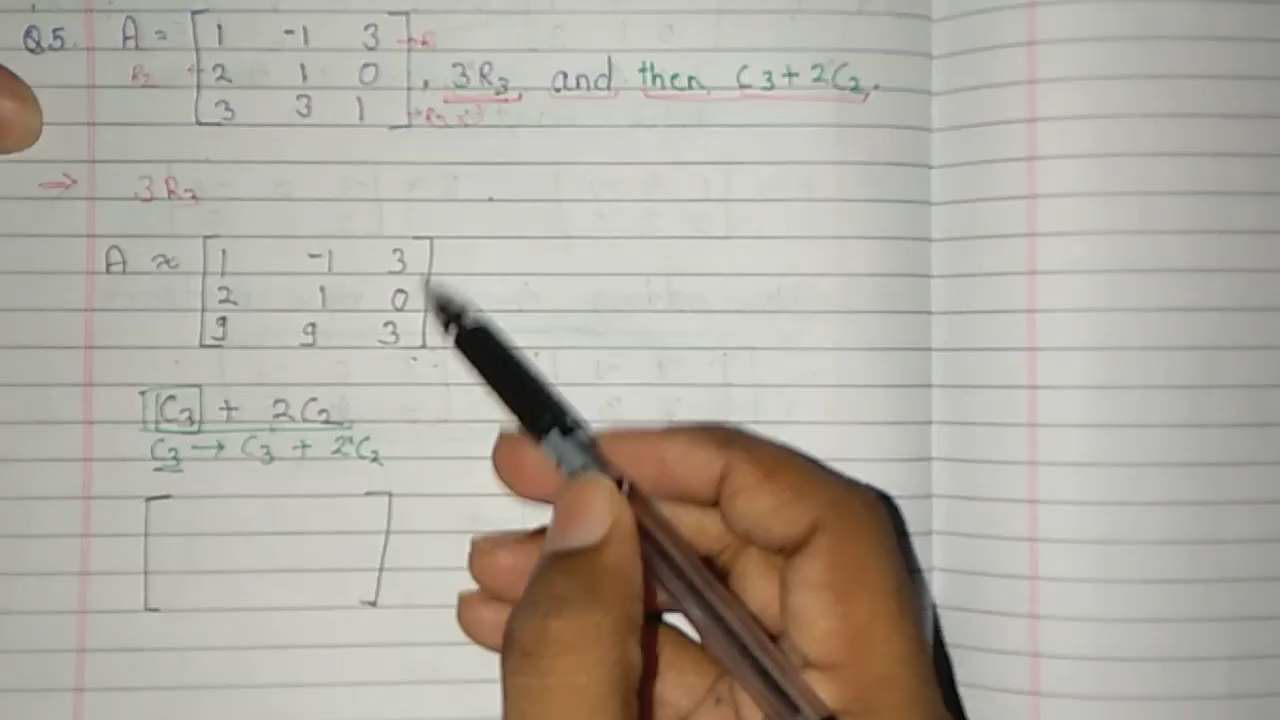 Q5. A = [ 1 -1 3 ]
R2 [ 2 1 0 ] , 3R3 and then C3 + 2C2.
[ 3 3 1 ]
⇒ 3R3
A ~ [ 1 -1 3 ]
[ 2 1 0 ]
[ 9 9 3 ]
C3 + 2C2
C3 → C3 + 2C2
[ ]